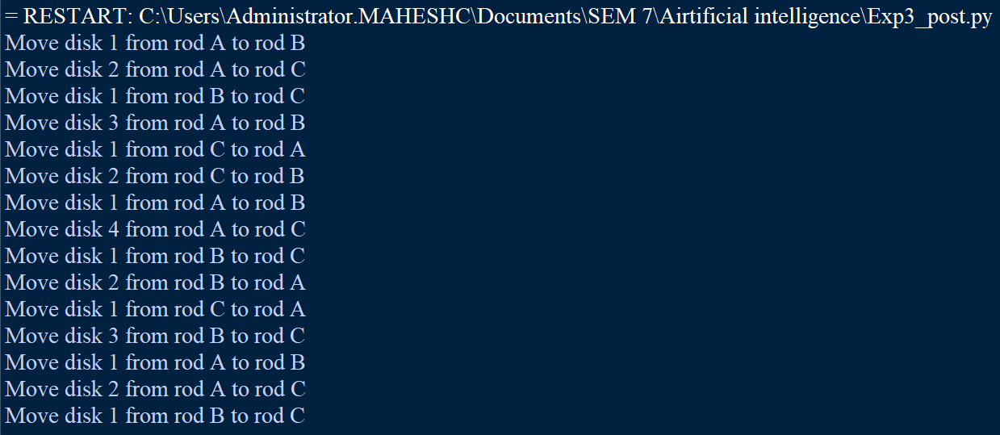 = RESTART: C:\Users\Administrator.MAHESHC\Documents\SEM 7\Airtificial intelligence\Exp3_post.py
Move disk 1 from rod A to rod B
Move disk 2 from rod A to rod C
Move disk 1 from rod B to rod C
Move disk 3 from rod A to rod B
Move disk 1 from rod C to rod A
Move disk 2 from rod C to rod B
Move disk 1 from rod A to rod B
Move disk 4 from rod A to rod C
Move disk 1 from rod B to rod C
Move disk 2 from rod B to rod A
Move disk 1 from rod C to rod A
Move disk 3 from rod B to rod C
Move disk 1 from rod A to rod B
Move disk 2 from rod A to rod C
Move disk 1 from rod B to rod C